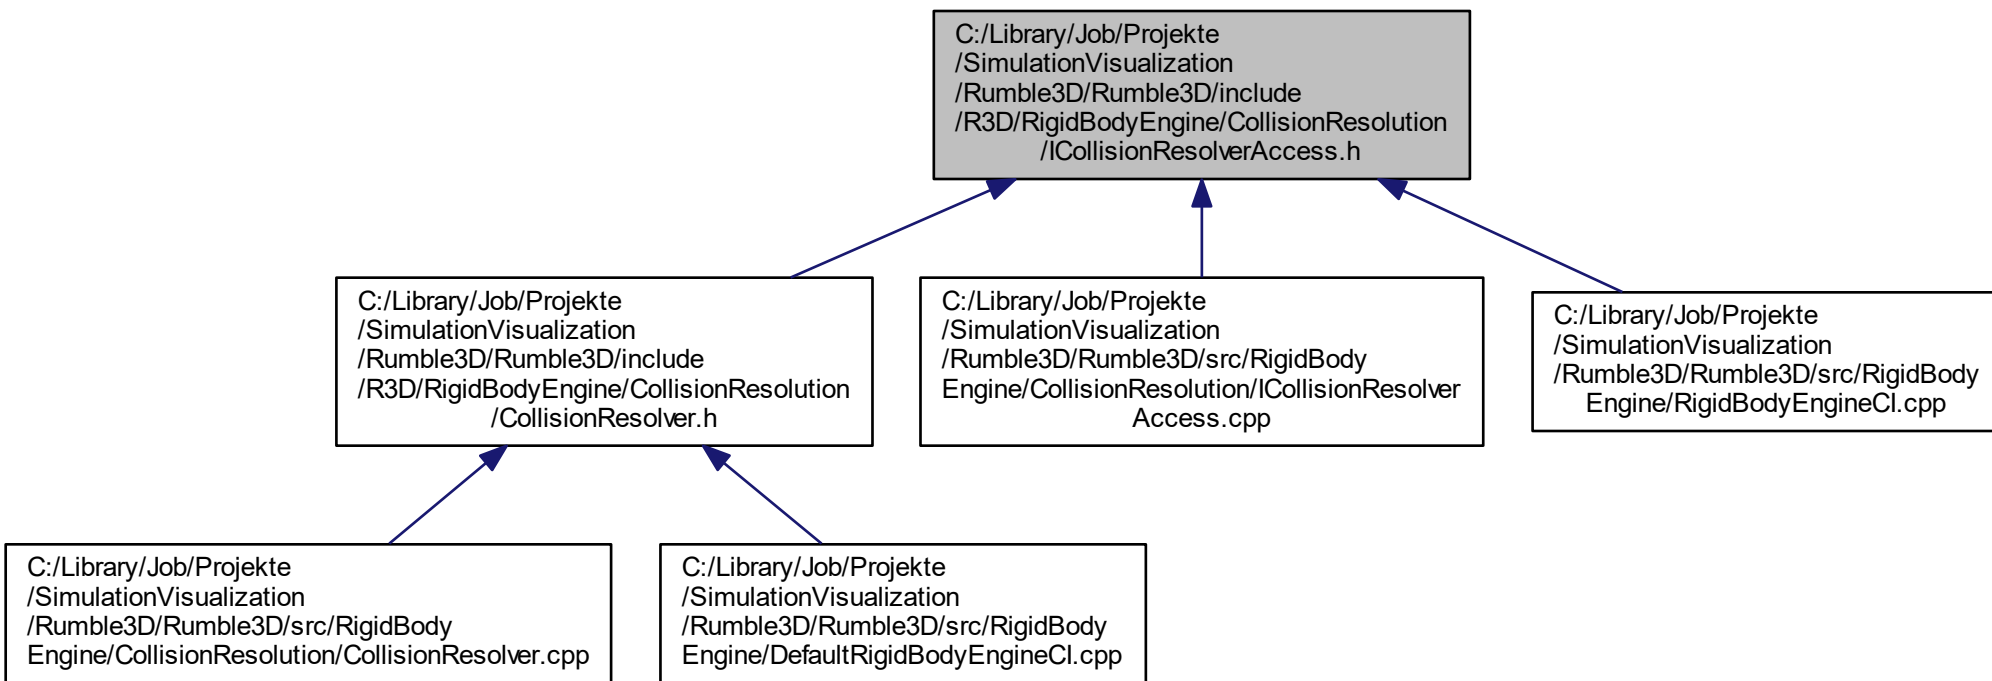 C:/Library/Job/Projekte
/SimulationVisualization
/Rumble3D/Rumble3D/include
/R3D/RigidBodyEngine/CollisionResolution
/ICollisionResolverAccess.h
C:/Library/Job/Projekte
/SimulationVisualization
/Rumble3D/Rumble3D/include
/R3D/RigidBodyEngine/CollisionResolution
/CollisionResolver.h
C:/Library/Job/Projekte
/SimulationVisualization
/Rumble3D/Rumble3D/src/RigidBody
Engine/CollisionResolution/ICollisionResolver
Access.cpp
C:/Library/Job/Projekte
/SimulationVisualization
/Rumble3D/Rumble3D/src/RigidBody
Engine/RigidBodyEngineCI.cpp
C:/Library/Job/Projekte
/SimulationVisualization
/Rumble3D/Rumble3D/src/RigidBody
Engine/CollisionResolution/CollisionResolver.cpp
C:/Library/Job/Projekte
/SimulationVisualization
/Rumble3D/Rumble3D/src/RigidBody
Engine/DefaultRigidBodyEngineCI.cpp